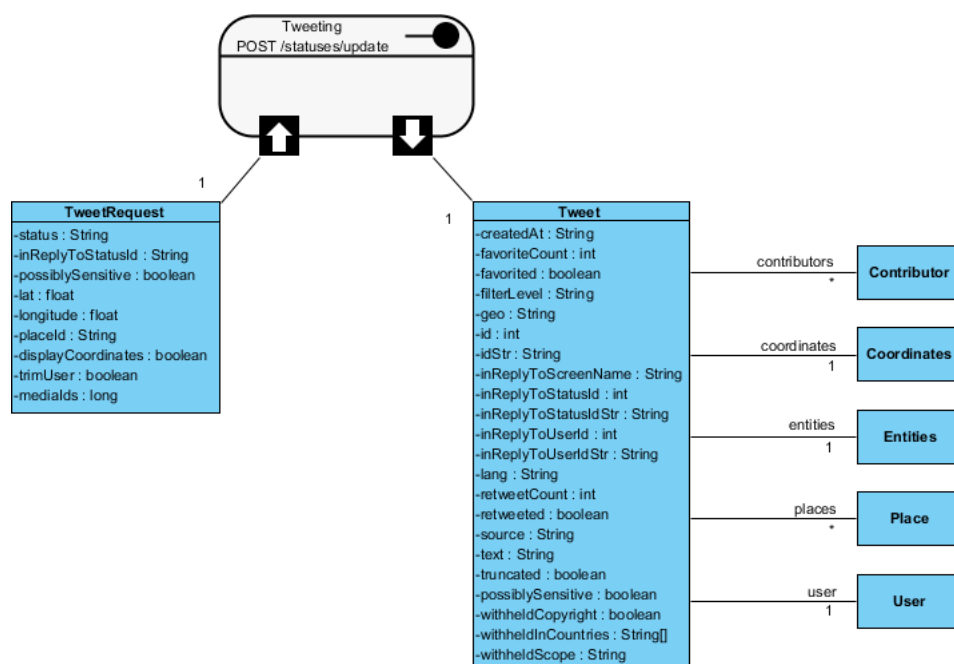 Tweeting
POST /statuses/update
1
TweetRequest
-status : String
-inReplyToStatusId : String
-possiblySensitive : boolean
-lat : float
-longitude : float
-placeId : String
-displayCoordinates : boolean
-trimUser : boolean
-mediaIds : long
1
Tweet
-createdAt : String
-favoriteCount : int
-favorited : boolean
-filterLevel : String
-geo : String
-id : int
-idStr : String
-inReplyToScreenName : String
-inReplyToStatusId : int
-inReplyToStatusIdStr : String
-inReplyToUserId : int
-inReplyToUserIdStr : String
-lang : String
-retweetCount : int
-retweeted : boolean
-source : String
-text : String
-truncated : boolean
-possiblySensitive : boolean
-withheldCopyright : boolean
-withheldInCountries : String[]
-withheldScope : String
contributors
*
Contributor
coordinates
1
Coordinates
entities
1
Entities
places
*
Place
user
1
User